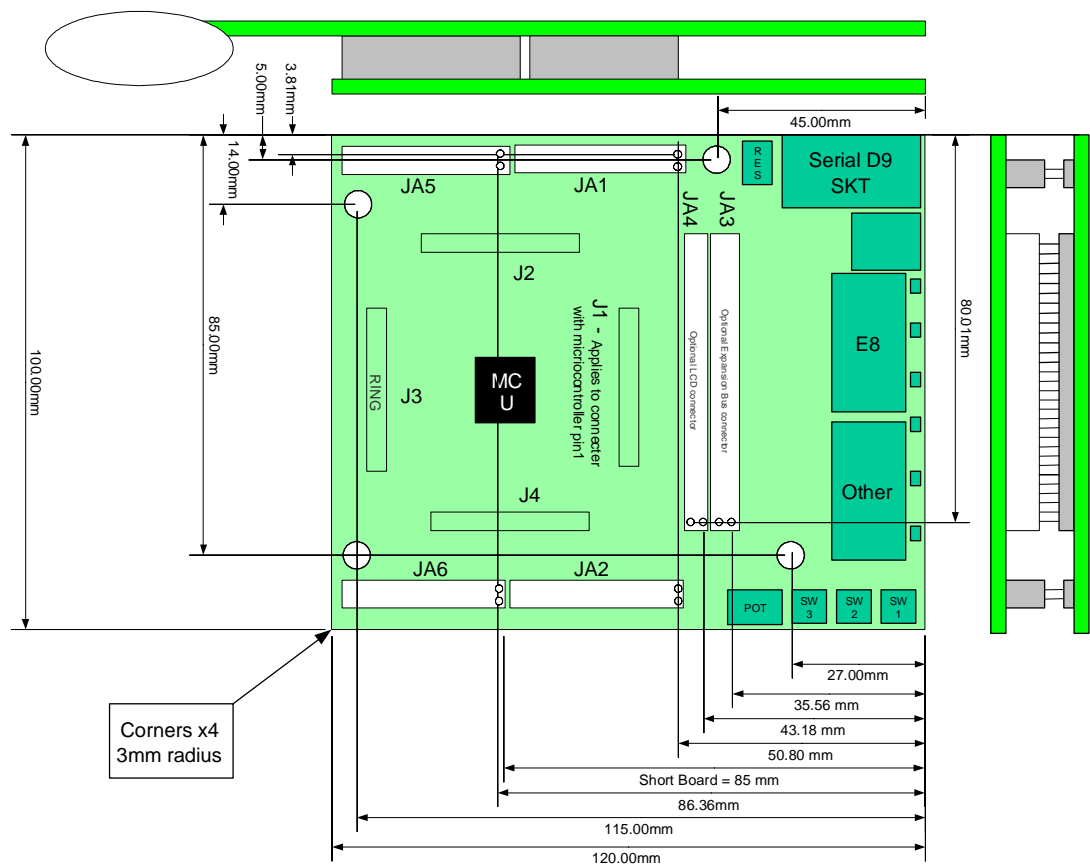 3.81mm
5.00mm
14.00mm
45.00mm
RES
Serial D9
SKT
JA5
JA1
JA4
JA3
J2
J1 - Applies to connecter
with micriocontroller pin1
Optional LCD connector
Optional Expansion Bus connector
80.01mm
85.00mm
100.00mm
E8
MC
U
RING
J3
J4
Other
JA6
JA2
POT
SW
3
SW
2
SW
1
27.00mm
35.56 mm
43.18 mm
50.80 mm
Short Board = 85 mm
86.36mm
115.00mm
120.00mm
Corners x4
3mm radius